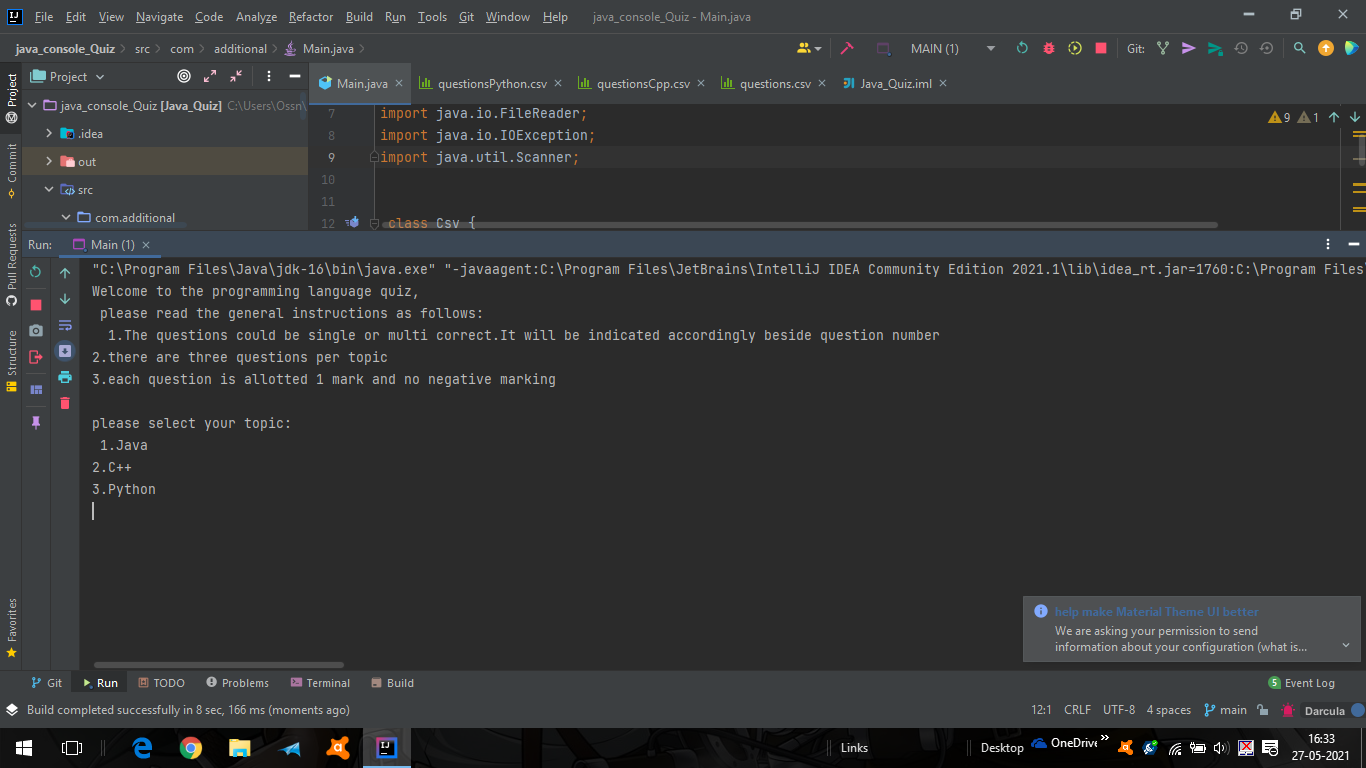 File Edit View Navigate Code Analyze Refactor Build Run Tools Git Window Help java_console_Quiz - Main.java
java_console_Quiz src com additional Main.java MAIN (1) Git:
Project Main.java questionsPython.csv questionsCpp.csv questions.csv Java_Quiz.iml
java_console_Quiz [Java_Quiz] C:\Users\Ossn
.idea
out
src
com.additional
7 import java.io.FileReader;
8 import java.io.IOException;
9 import java.util.Scanner;
10
11
12 class Csv {
9 1
Project
Commit
Pull Requests
Structure
Favorites
Run: Main (1)
"C:\Program Files\Java\jdk-16\bin\java.exe" "-javaagent:C:\Program Files\JetBrains\IntelliJ IDEA Community Edition 2021.1\lib\idea_rt.jar=1760:C:\Program Files
Welcome to the programming language quiz,
please read the general instructions as follows:
1.The questions could be single or multi correct.It will be indicated accordingly beside question number
2.there are three questions per topic
3.each question is allotted 1 mark and no negative marking
please select your topic:
1.Java
2.C++
3.Python
help make Material Theme UI better
We are asking your permission to send
information about your configuration (what is...
Git Run TODO Problems Terminal Build 5 Event Log
Build completed successfully in 8 sec, 166 ms (moments ago) 12:1 CRLF UTF-8 4 spaces main Darcula
Links Desktop OneDrive 16:33
27-05-2021